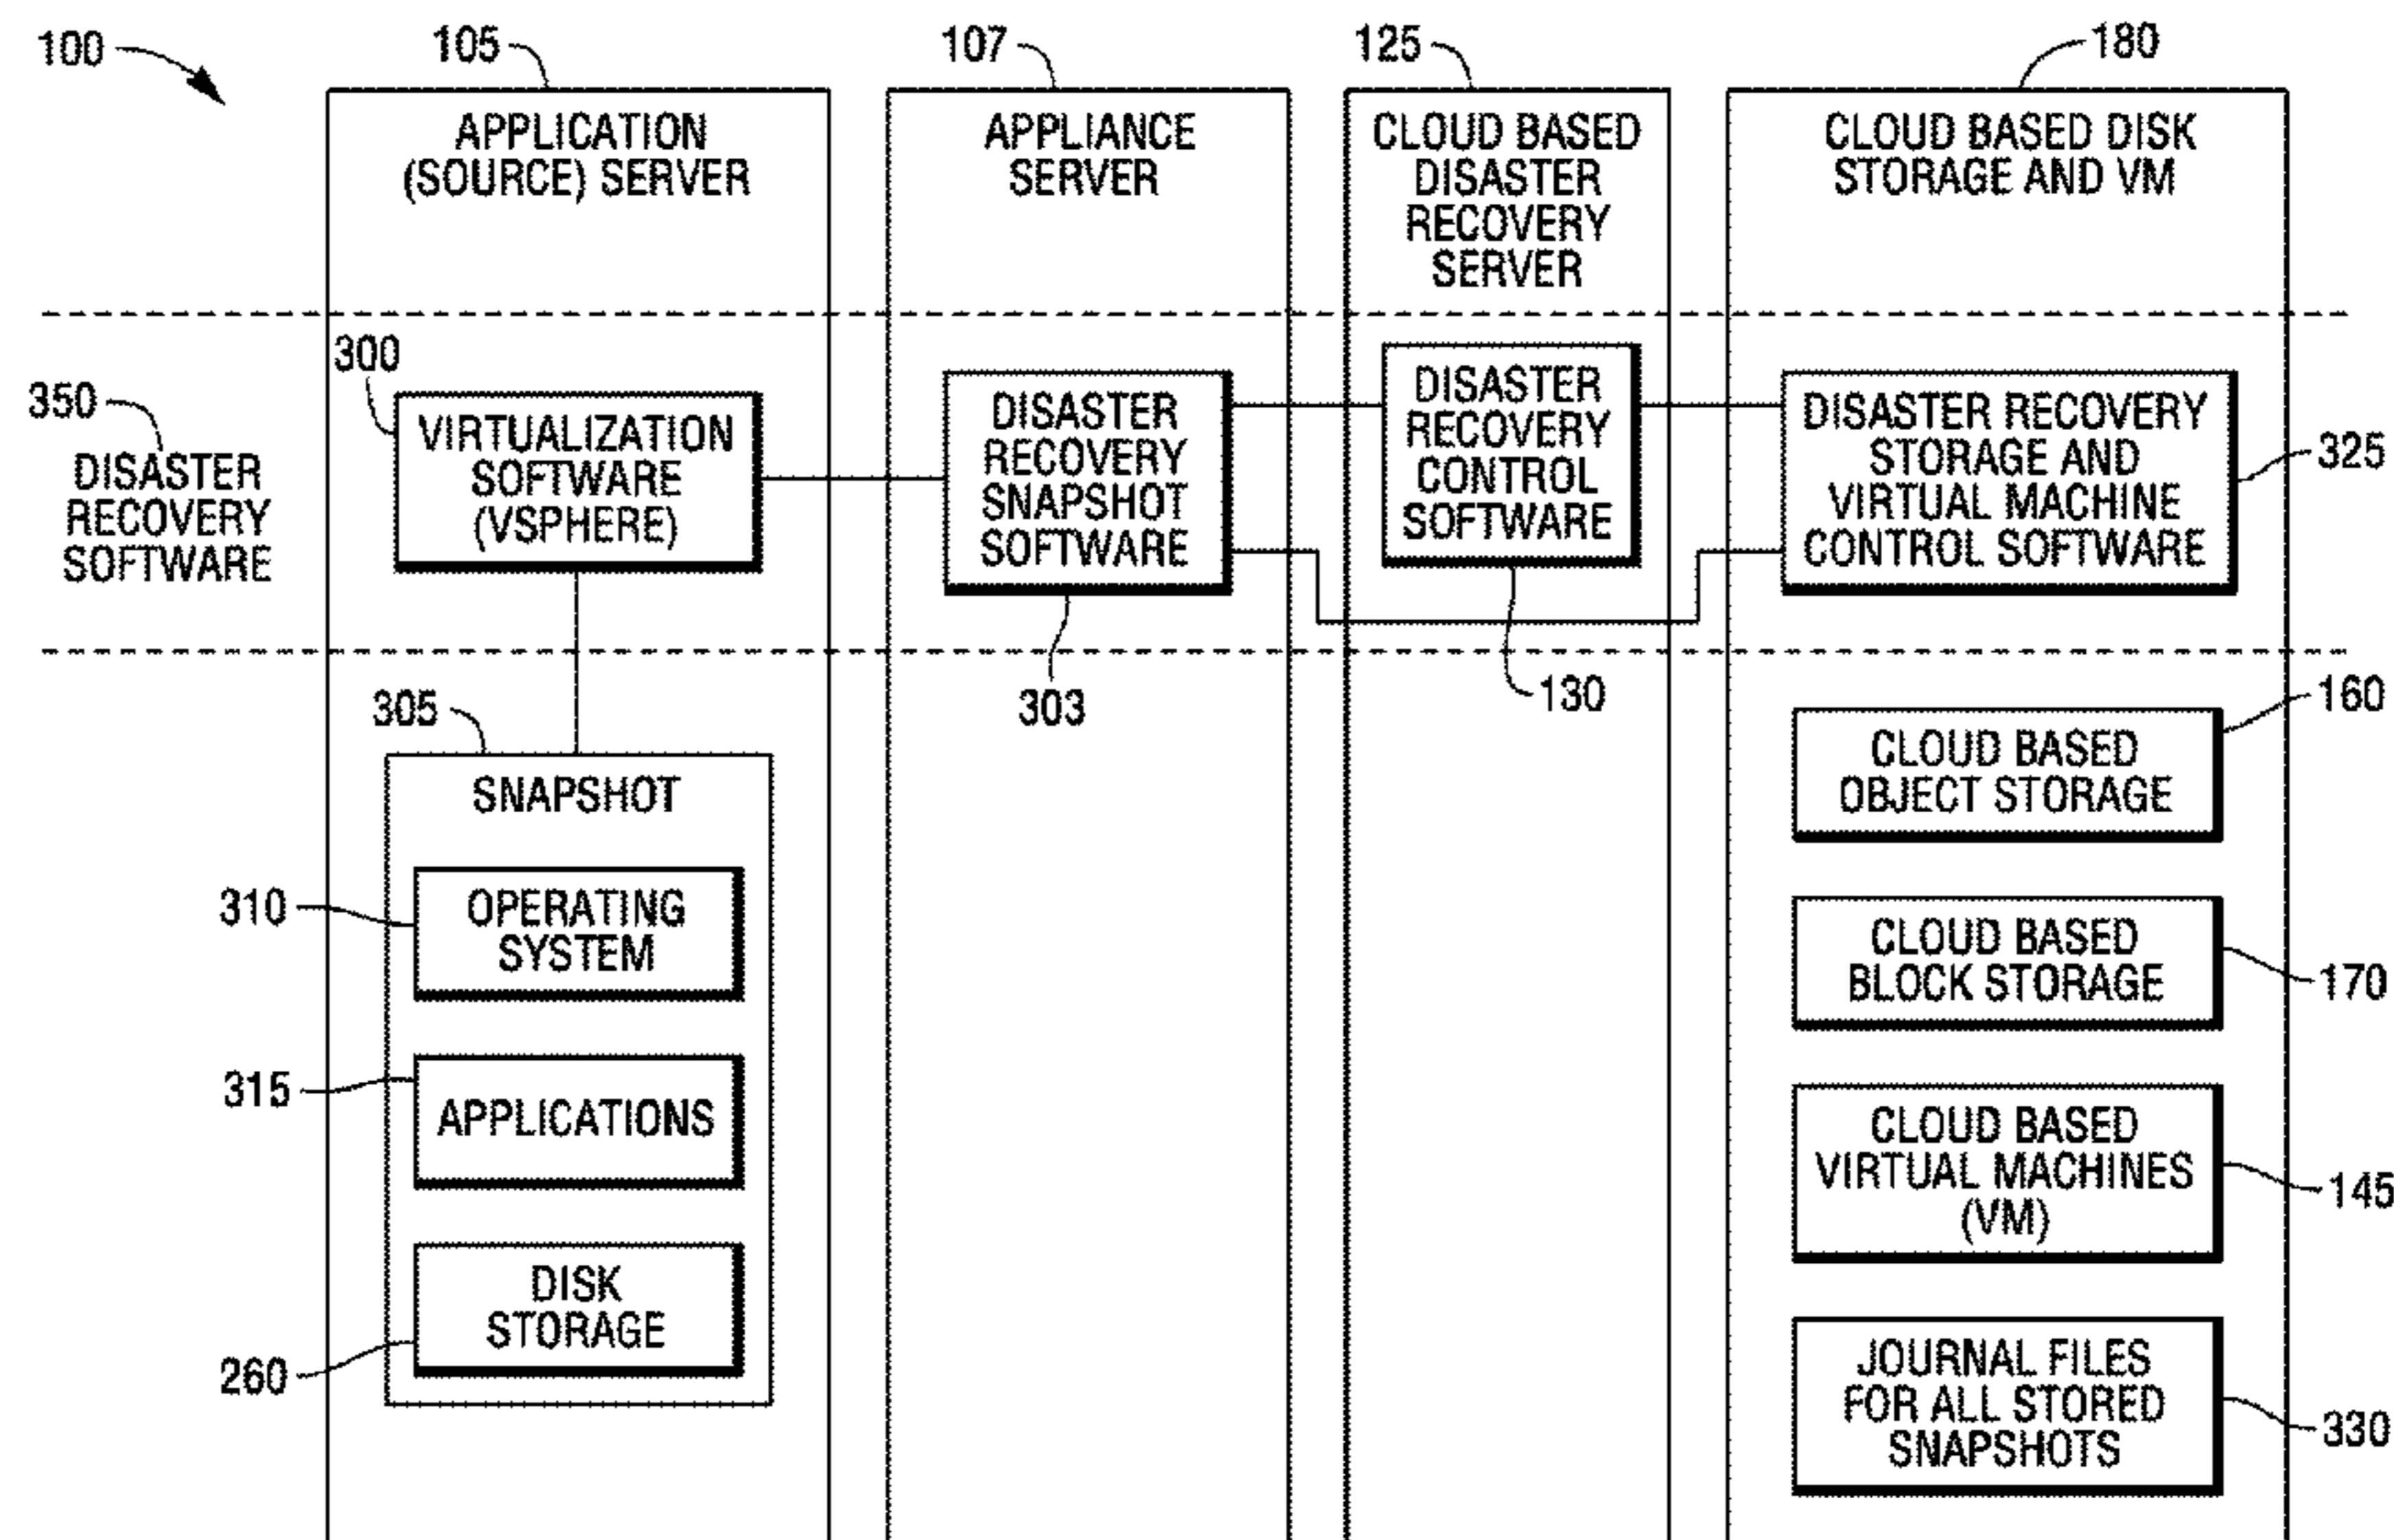 100
105
107
125
180
APPLICATION
(SOURCE) SERVER
APPLIANCE
SERVER
CLOUD BASED
DISASTER
RECOVERY
SERVER
CLOUD BASED DISK
STORAGE AND VM
350
DISASTER
RECOVERY
SOFTWARE
300
VIRTUALIZATION
SOFTWARE
(VSPHERE)
DISASTER
RECOVERY
SNAPSHOT
SOFTWARE
303
DISASTER
RECOVERY
CONTROL
SOFTWARE
130
DISASTER RECOVERY
STORAGE AND
VIRTUAL MACHINE
CONTROL SOFTWARE
325
305
SNAPSHOT
310
OPERATING
SYSTEM
315
APPLICATIONS
260
DISK
STORAGE
160
CLOUD BASED
OBJECT STORAGE
CLOUD BASED
BLOCK STORAGE
170
CLOUD BASED
VIRTUAL MACHINES
(VM)
145
JOURNAL FILES
FOR ALL STORED
SNAPSHOTS
330